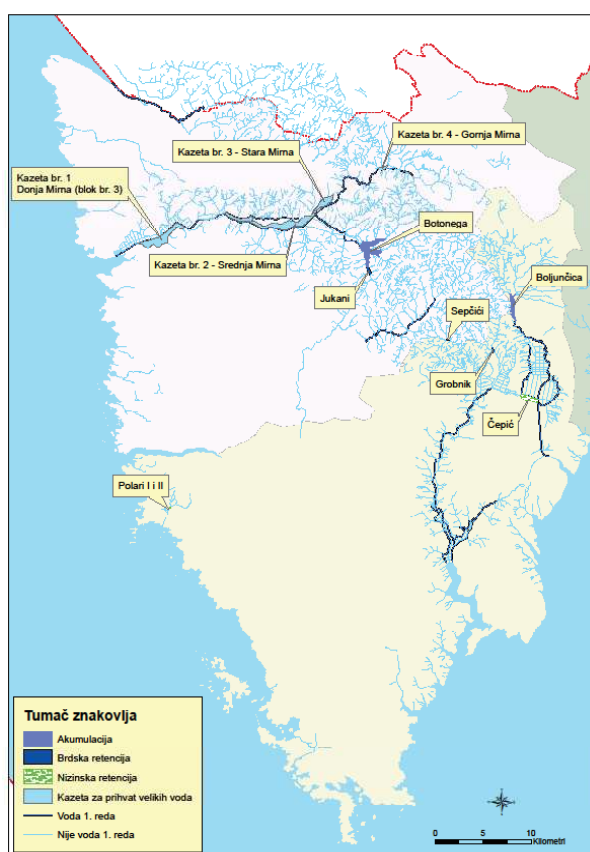 Kazeta br. 4 - Gornja Mirna
Kazeta br. 3 - Stara Mirna
Kazeta br. 1
Donja Mirna (blok br. 3)
Botonega
Kazeta br. 2 - Srednja Mirna
Boljunčica
Jukani
Sepčići
Grobnik
Čepić
Polari I i II
Tumač znakovlja
Akumulacija
Brdska retencija
Nizinska retencija
Kazeta za prihvat velikih voda
Voda 1. reda
Nije voda 1. reda
0 5 10
Kilometri